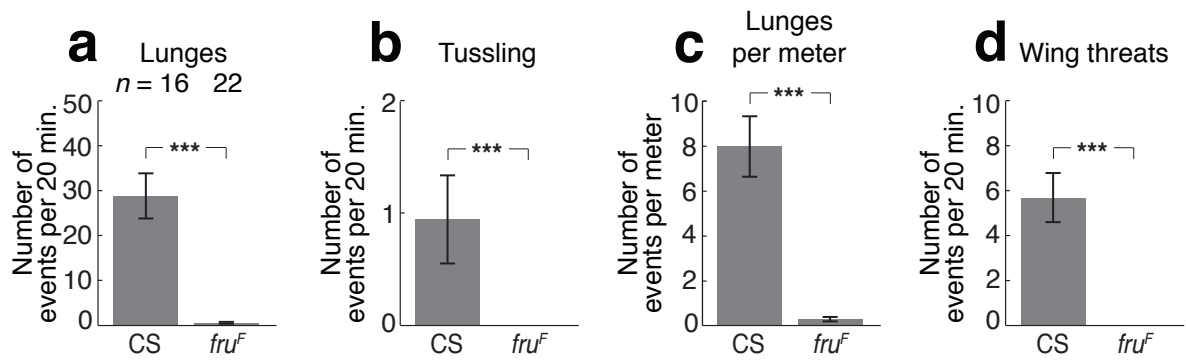 a
Lunges
n = 16 22
Number of
events per 20 min.
50
40
30
20
10
0
***
CS fruF
b
Tussling
Number of
events per 20 min.
2
1
0
***
CS fruF
c
Lunges
per meter
Number of
events per meter
10
8
6
4
2
0
***
CS fruF
d
Wing threats
Number of
events per 20 min.
10
8
6
4
2
0
***
CS fruF